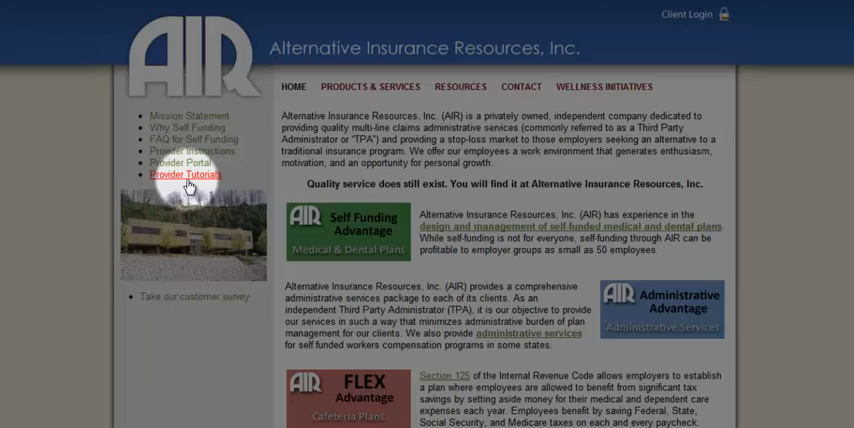 Client Login
AIR
Alternative Insurance Resources, Inc.
HOME PRODUCTS & SERVICES RESOURCES CONTACT WELLNESS INITIATIVES
Mission Statement
Why Self Funding
FAQ for Self Funding
Provider Instructions
Provider Portal
Provider Tutorials
Take our customer survey
Alternative Insurance Resources, Inc. (AIR) is a privately owned, independent company dedicated to
providing quality multi-line claims administrative services (commonly referred to as a Third Party
Administrator or "TPA") and providing a stop-loss market to those employers seeking an alternative to a
traditional insurance program. We offer our employees a work environment that generates enthusiasm,
motivation, and an opportunity for personal growth.
Quality service does still exist. You will find it at Alternative Insurance Resources, Inc.
AIR Self Funding
Advantage
Medical & Dental Plans
Alternative Insurance Resources, Inc. (AIR) has experience in the
design and management of self-funded medical and dental plans.
While self-funding is not for everyone, self-funding through AIR can be
profitable to employer groups as small as 50 employees.
Alternative Insurance Resources, Inc. (AIR) provides a comprehensive
administrative services package to each of its clients. As an
independent Third Party Administrator (TPA), it is our objective to provide
our services in such a way that minimizes administrative burden of plan
management for our clients. We also provide administrative services
for self funded workers compensation programs in some states.
AIR Administrative
Advantage
Administrative Services
AIR FLEX
Advantage
Cafeteria Plans
Section 125 of the Internal Revenue Code allows employers to establish
a plan where employees are allowed to benefit from significant tax
savings by setting aside money for their medical and dependent care
expenses each year. Employees benefit by saving Federal, State,
Social Security, and Medicare taxes on each and every paycheck.